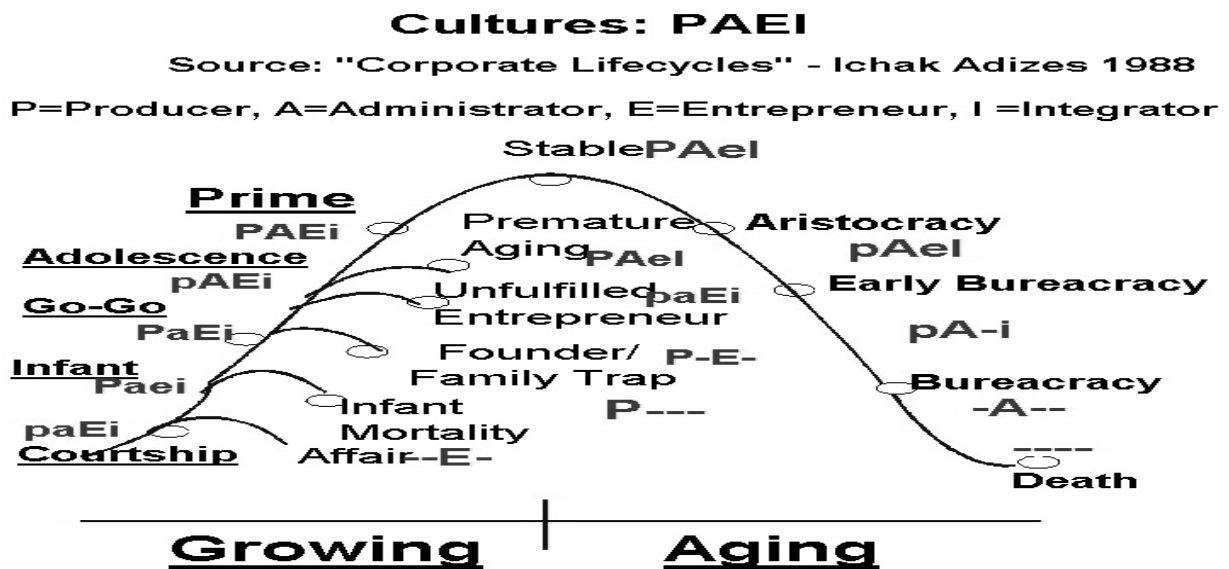 Cultures: PAEI
Source: "Corporate Lifecycles" - Ichak Adizes 1988
P=Producer, A=Administrator, E=Entrepreneur, I =Integrator
Stable PAeI
Prime
PAEi
Premature
Aging PAeI
Aristocracy
pAeI
Adolescence
pAEi
Unfulfilled
Entrepreneur paEi
Early Bureacracy
pA-i
Go-Go
PaEi
Founder/
Family Trap P-E-
Infant
Paei
Infant
Mortality
P---
Bureacracy
-A--
paEi
Courtship
Affair --E-
----
Death
Growing
Aging